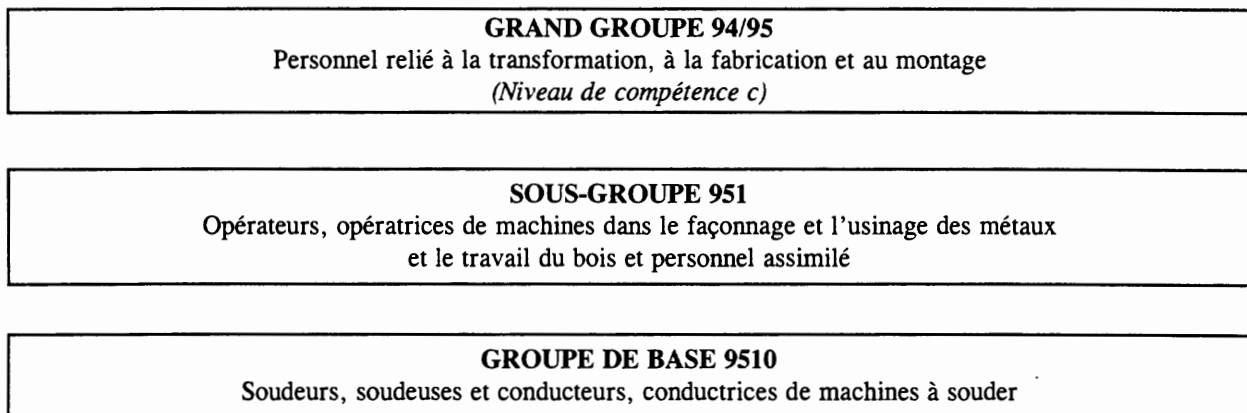 GRAND GROUPE 94/95
Personnel relié à la transformation, à la fabrication et au montage
(Niveau de compétence c)
SOUS-GROUPE 951
Opérateurs, opératrices de machines dans le façonnage et l'usinage des métaux
et le travail du bois et personnel assimilé
GROUPE DE BASE 9510
Soudeurs, soudeuses et conducteurs, conductrices de machines à souder